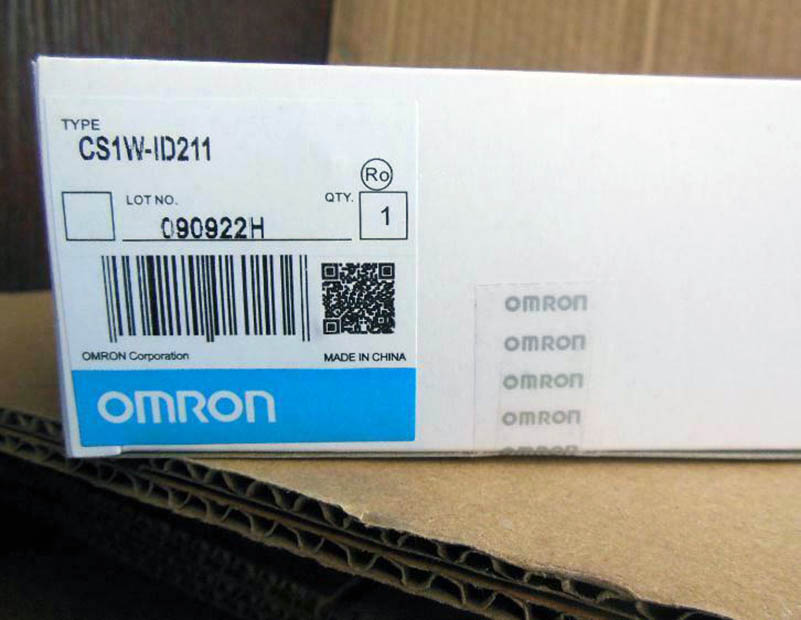 TYPE
CS1W-ID211
Ro
LOT NO.
090922H
QTY.
1
OMRON Corporation
MADE IN CHINA
OMRON
OMRON
OMRON
OMRON
OMRON
OMRON